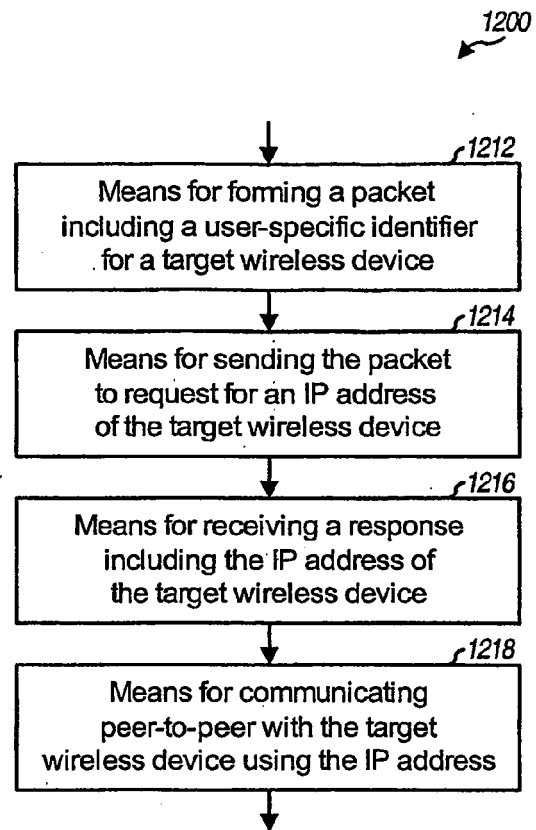 1200
1212
Means for forming a packet
including a user-specific identifier
for a target wireless device
1214
Means for sending the packet
to request for an IP address
of the target wireless device
1216
Means for receiving a response
including the IP address of
the target wireless device
1218
Means for communicating
peer-to-peer with the target
wireless device using the IP address